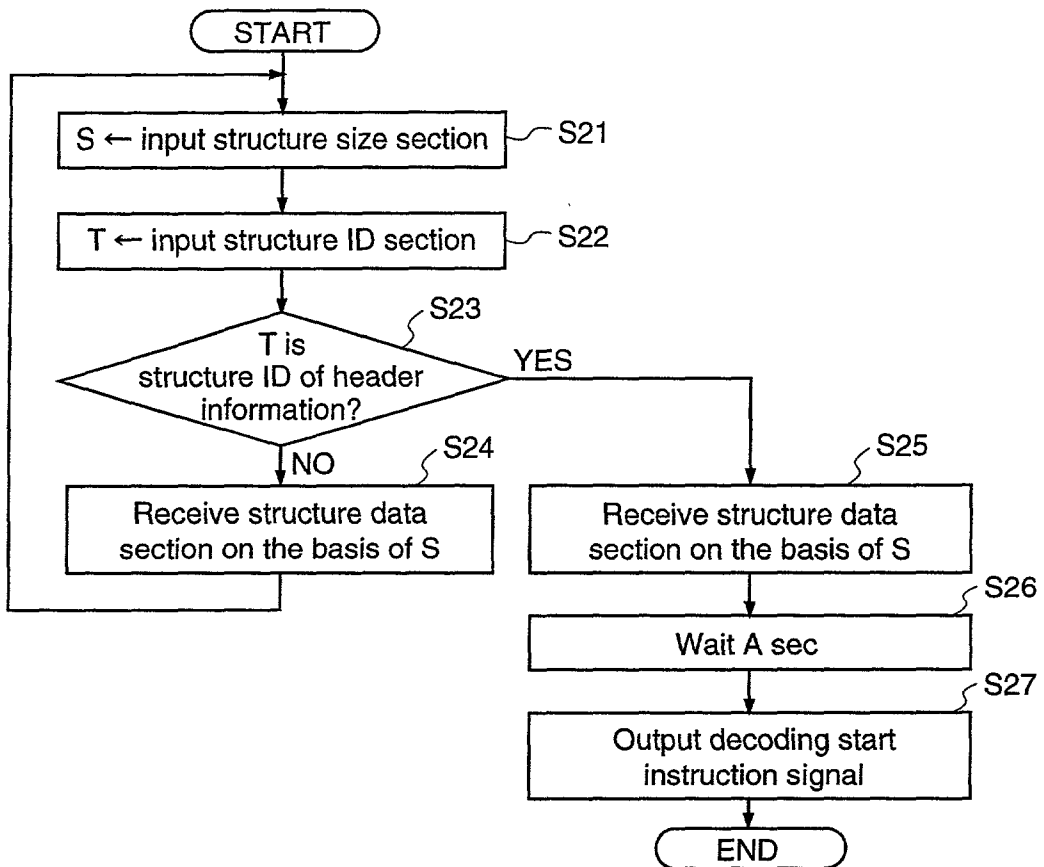 START
S ← input structure size section
S21
T ← input structure ID section
S22
S23
T is
structure ID of header
information?
YES
NO
S24
Receive structure data
section on the basis of S
S25
Receive structure data
section on the basis of S
S26
Wait A sec
S27
Output decoding start
instruction signal
END